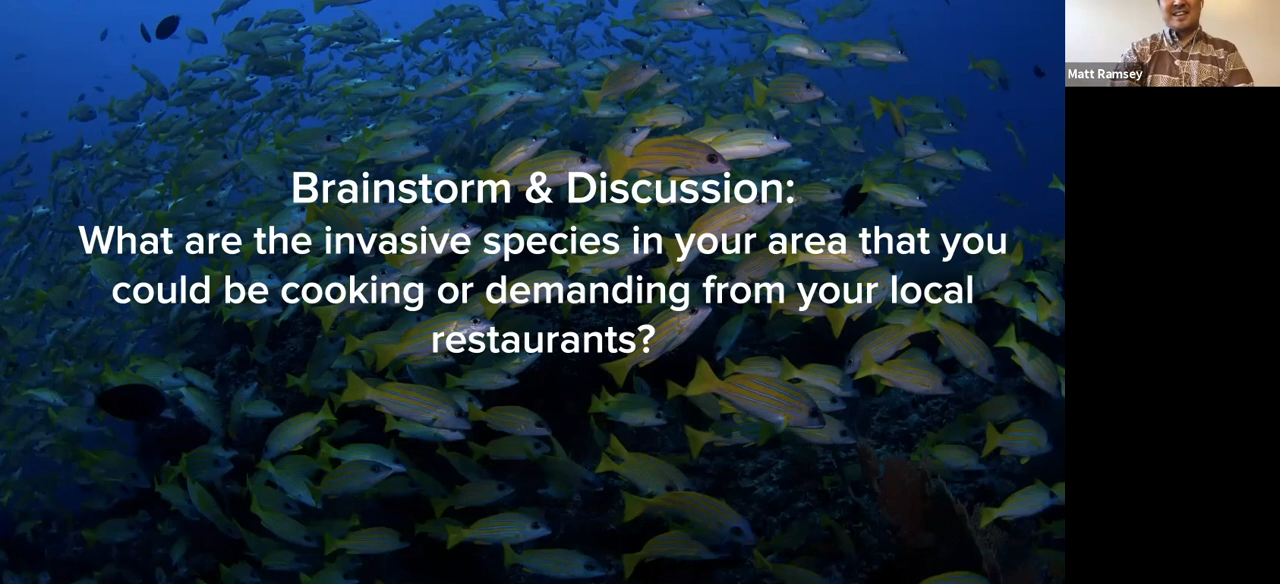 Brainstorm & Discussion:
What are the invasive species in your area that you
could be cooking or demanding from your local
restaurants?
Matt Ramsey